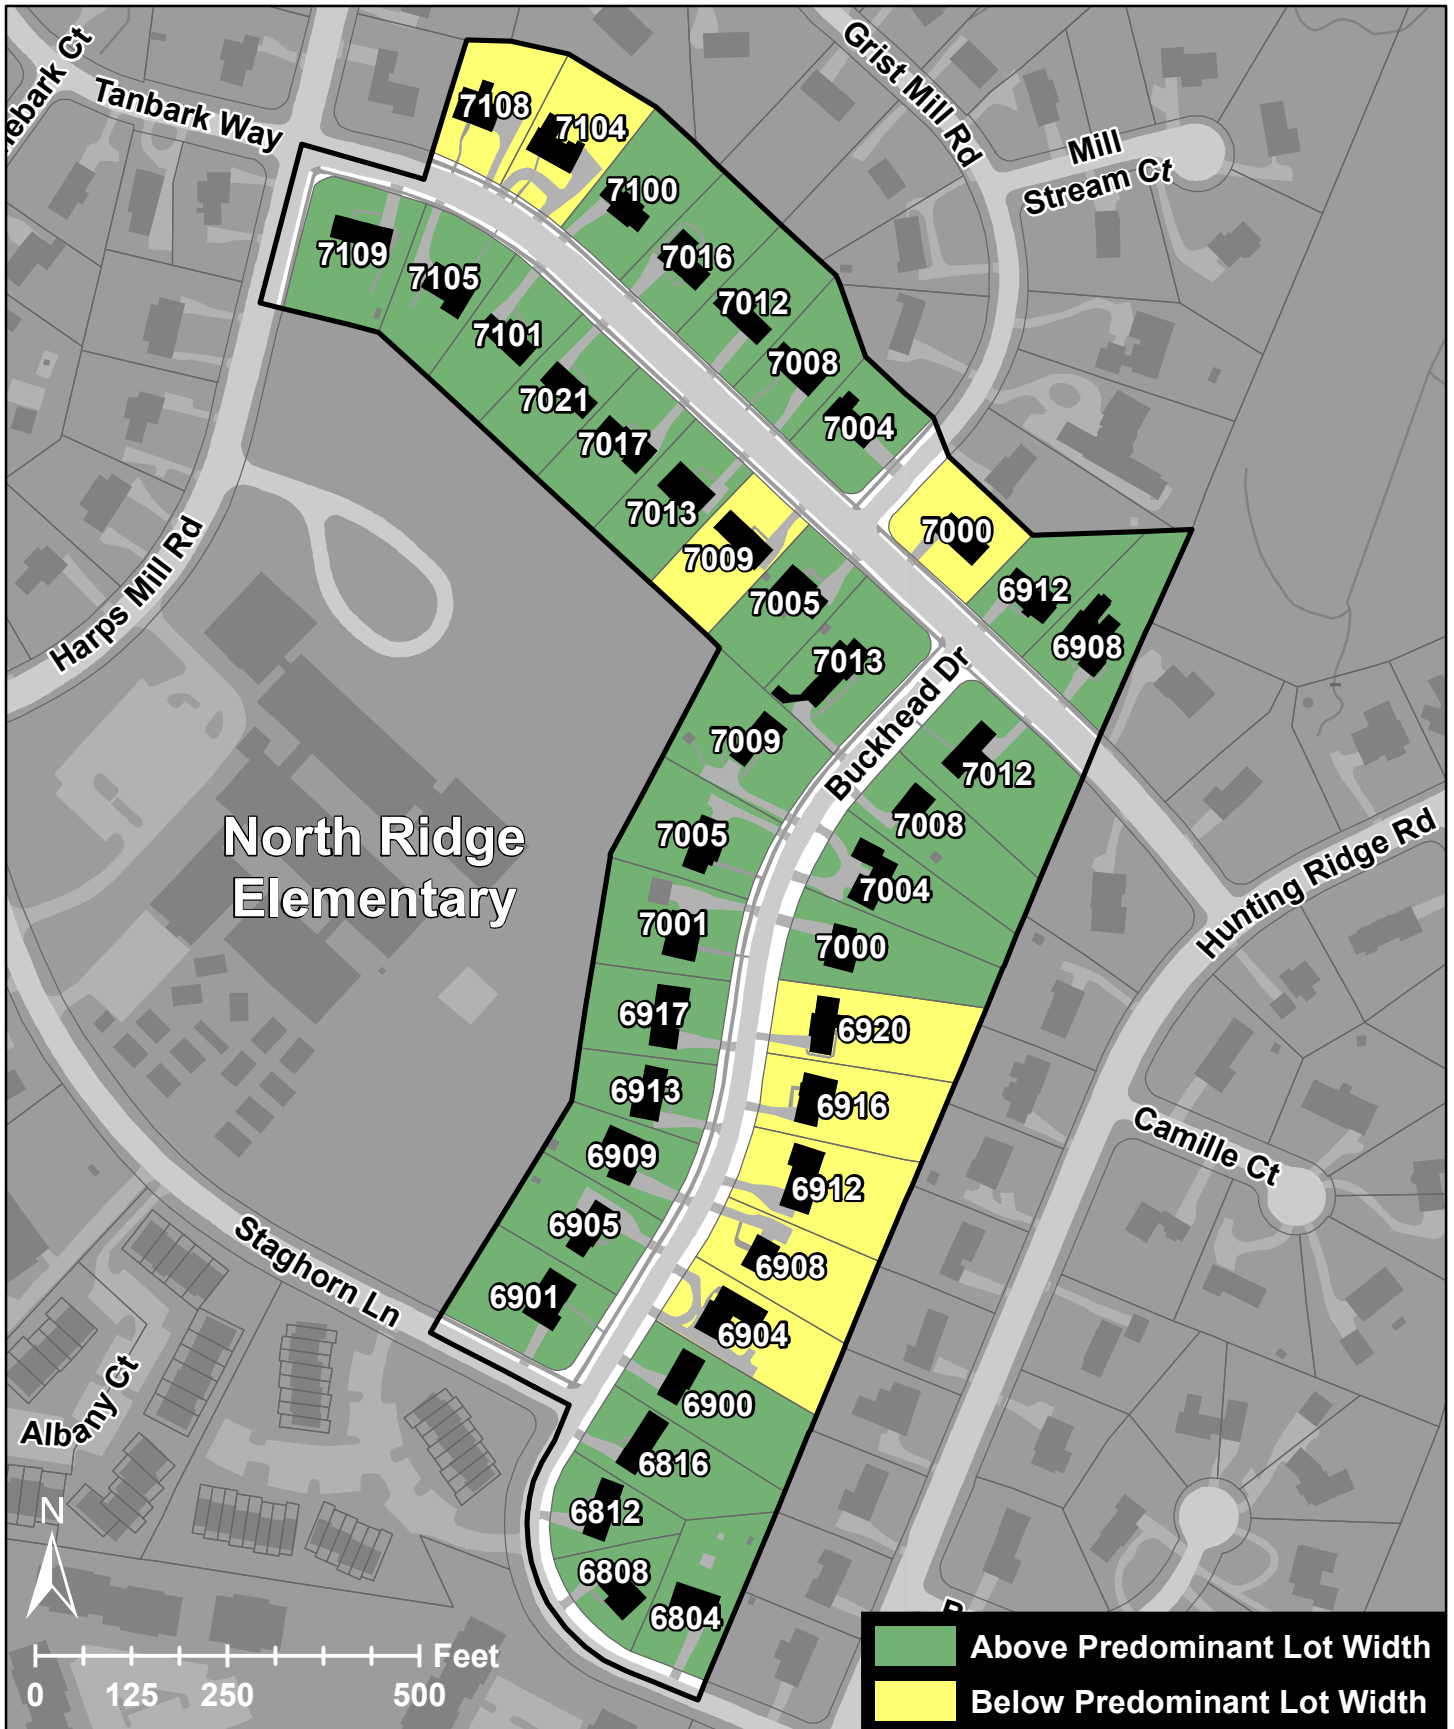 Grist Mill Rd
Tanbark Way
Mill
Stream Ct
7108
7104
7100
7109
7105
7016
7012
7101
7008
7021
7004
7017
7013
7000
7009
7005
6912
6908
7013
Harps Mill Rd
Buckhead Dr
7009
7012
7008
7005
7004
North Ridge
Elementary
Hunting Ridge Rd
7001
7000
6917
6920
6913
6916
Camille Ct
6909
6912
6905
6908
Staghorn Ln
6901
6904
6900
Albany Ct
6816
6812
6808
6804
N
Feet
0 125 250 500
Above Predominant Lot Width
Below Predominant Lot Width